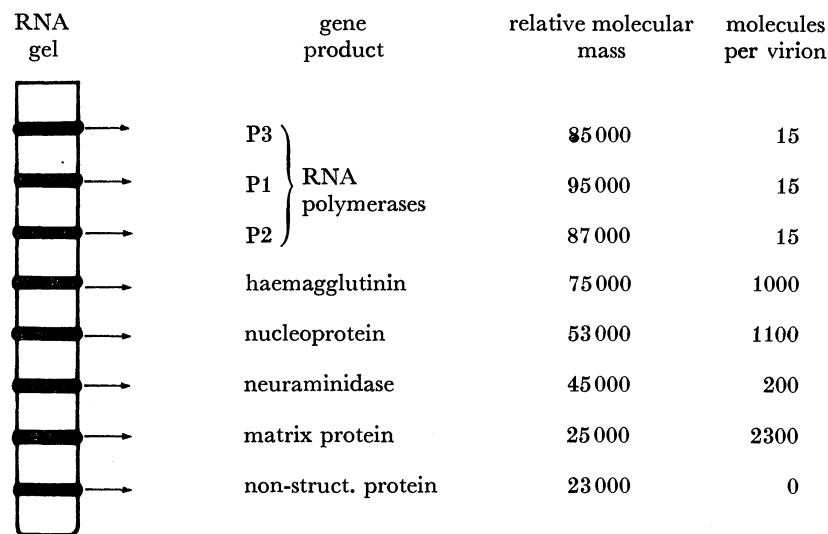 RNA gel gene product relative molecular mass molecules per virion
P3 85000 15
P1 RNA polymerases 95000 15
P2 87000 15
haemagglutinin 75000 1000
nucleoprotein 53000 1100
neuraminidase 45000 200
matrix protein 25000 2300
non-struct. protein 23000 0